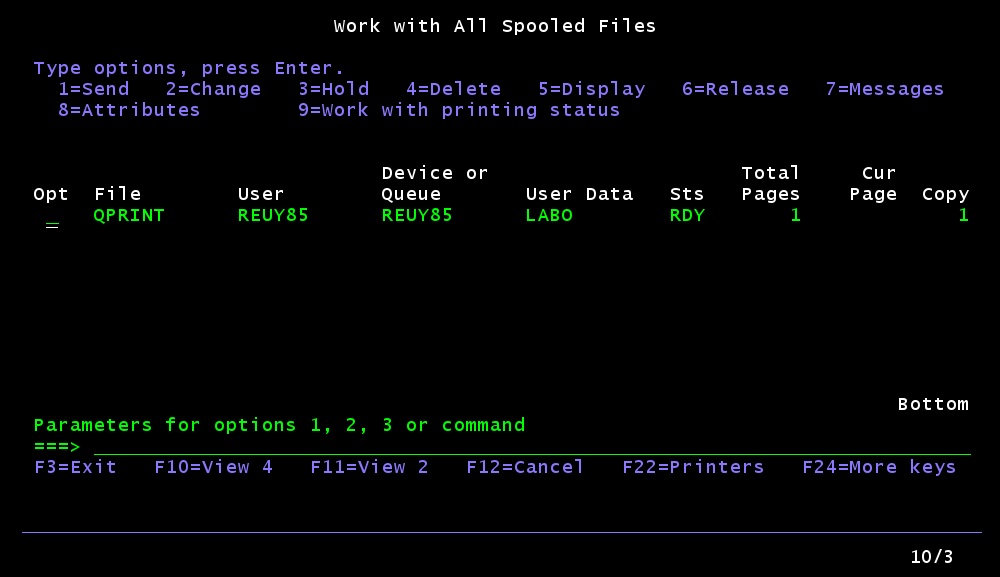 Work with All Spooled Files
Type options, press Enter.
1=Send 2=Change 3=Hold 4=Delete 5=Display 6=Release 7=Messages
8=Attributes 9=Work with printing status
Device or Total Cur
Opt File User Queue User Data Sts Pages Page Copy
_ QPRINT REUY85 REUY85 LABO RDY 1 1
Bottom
Parameters for options 1, 2, 3 or command
===>
F3=Exit F10=View 4 F11=View 2 F12=Cancel F22=Printers F24=More keys
10/3